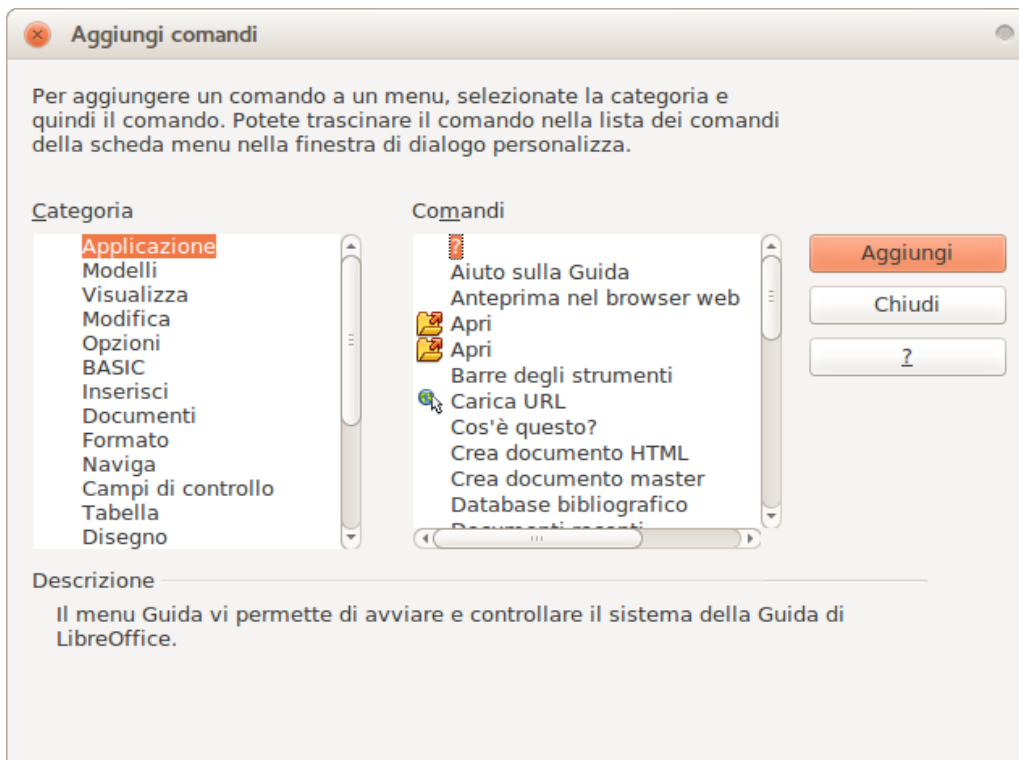 Aggiungi comandi
Per aggiungere un comando a un menu, selezionate la categoria e
quindi il comando. Potete trascinare il comando nella lista dei comandi
della scheda menu nella finestra di dialogo personalizza.
Categoria
Applicazione
Modelli
Visualizza
Modifica
Opzioni
BASIC
Inserisci
Documenti
Formato
Naviga
Campi di controllo
Tabella
Disegno
Comandi
?
Aiuto sulla Guida
Anteprima nel browser web
Apri
Apri
Barre degli strumenti
Carica URL
Cos'è questo?
Crea documento HTML
Crea documento master
Database bibliografico
Documenti recenti
Aggiungi
Chiudi
?
Descrizione
Il menu Guida vi permette di avviare e controllare il sistema della Guida di
LibreOffice.